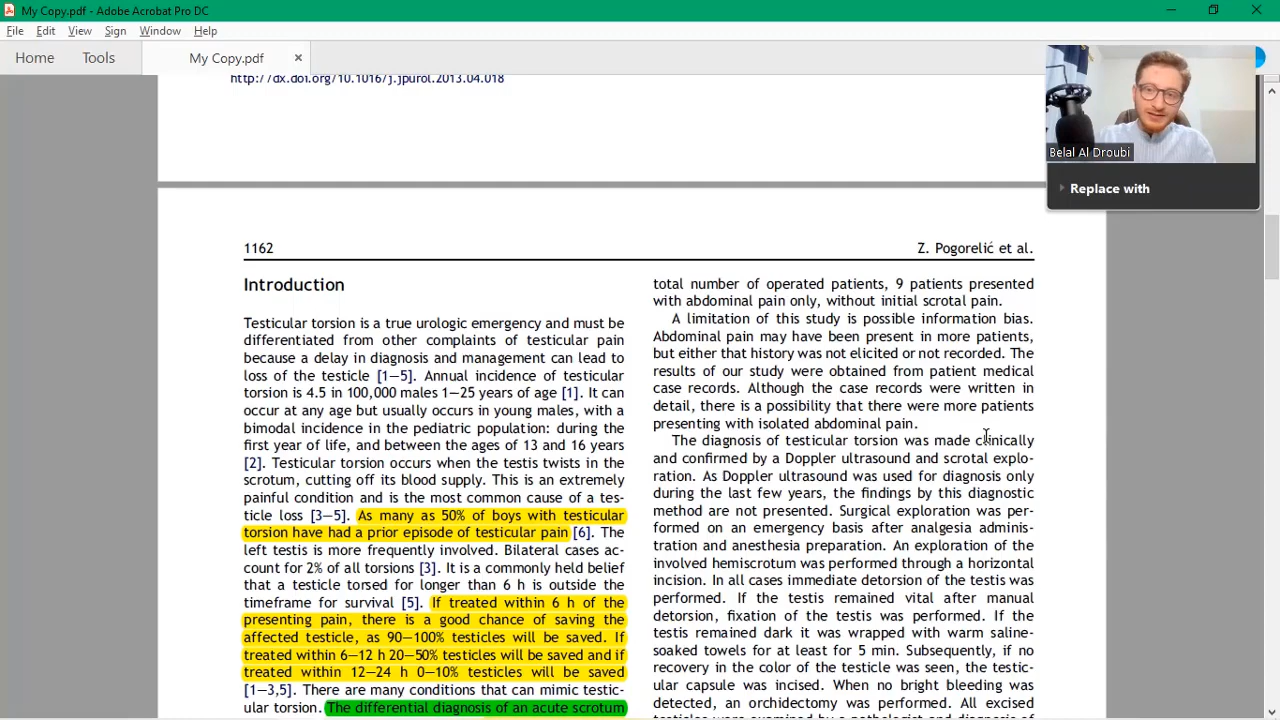 My Copy.pdf - Adobe Acrobat Pro DC
File Edit View Sign Window Help
Home Tools My Copy.pdf ×
http://dx.doi.org/10.1016/j.jpurol.2013.04.018
Belal Al Droubi
Replace with
1162 Z. Pogorelić et al.
Introduction
Testicular torsion is a true urologic emergency and must be
differentiated from other complaints of testicular pain
because a delay in diagnosis and management can lead to
loss of the testicle [1–5]. Annual incidence of testicular
torsion is 4.5 in 100,000 males 1–25 years of age [1]. It can
occur at any age but usually occurs in young males, with a
bimodal incidence in the pediatric population: during the
first year of life, and between the ages of 13 and 16 years
[2]. Testicular torsion occurs when the testis twists in the
scrotum, cutting off its blood supply. This is an extremely
painful condition and is the most common cause of a tes-
ticle loss [3–5]. As many as 50% of boys with testicular
torsion have had a prior episode of testicular pain [6]. The
left testis is more frequently involved. Bilateral cases ac-
count for 2% of all torsions [3]. It is a commonly held belief
that a testicle torsed for longer than 6 h is outside the
timeframe for survival [5]. If treated within 6 h of the
presenting pain, there is a good chance of saving the
affected testicle, as 90–100% testicles will be saved. If
treated within 6–12 h 20–50% testicles will be saved and if
treated within 12–24 h 0–10% testicles will be saved
[1–3,5]. There are many conditions that can mimic testic-
ular torsion. The differential diagnosis of an acute scrotum
total number of operated patients, 9 patients presented
with abdominal pain only, without initial scrotal pain.
A limitation of this study is possible information bias.
Abdominal pain may have been present in more patients,
but either that history was not elicited or not recorded. The
results of our study were obtained from patient medical
case records. Although the case records were written in
detail, there is a possibility that there were more patients
presenting with isolated abdominal pain.
The diagnosis of testicular torsion was made clinically
and confirmed by a Doppler ultrasound and scrotal explo-
ration. As Doppler ultrasound was used for diagnosis only
during the last few years, the findings by this diagnostic
method are not presented. Surgical exploration was per-
formed on an emergency basis after analgesia adminis-
tration and anesthesia preparation. An exploration of the
involved hemiscrotum was performed through a horizontal
incision. In all cases immediate detorsion of the testis was
performed. If the testis remained vital after manual
detorsion, fixation of the testis was performed. If the
testis remained dark it was wrapped with warm saline-
soaked towels for at least for 5 min. Subsequently, if no
recovery in the color of the testicle was seen, the testic-
ular capsule was incised. When no bright bleeding was
detected, an orchidectomy was performed. All excised
testicles were examined by a pathologist and diagnosis of